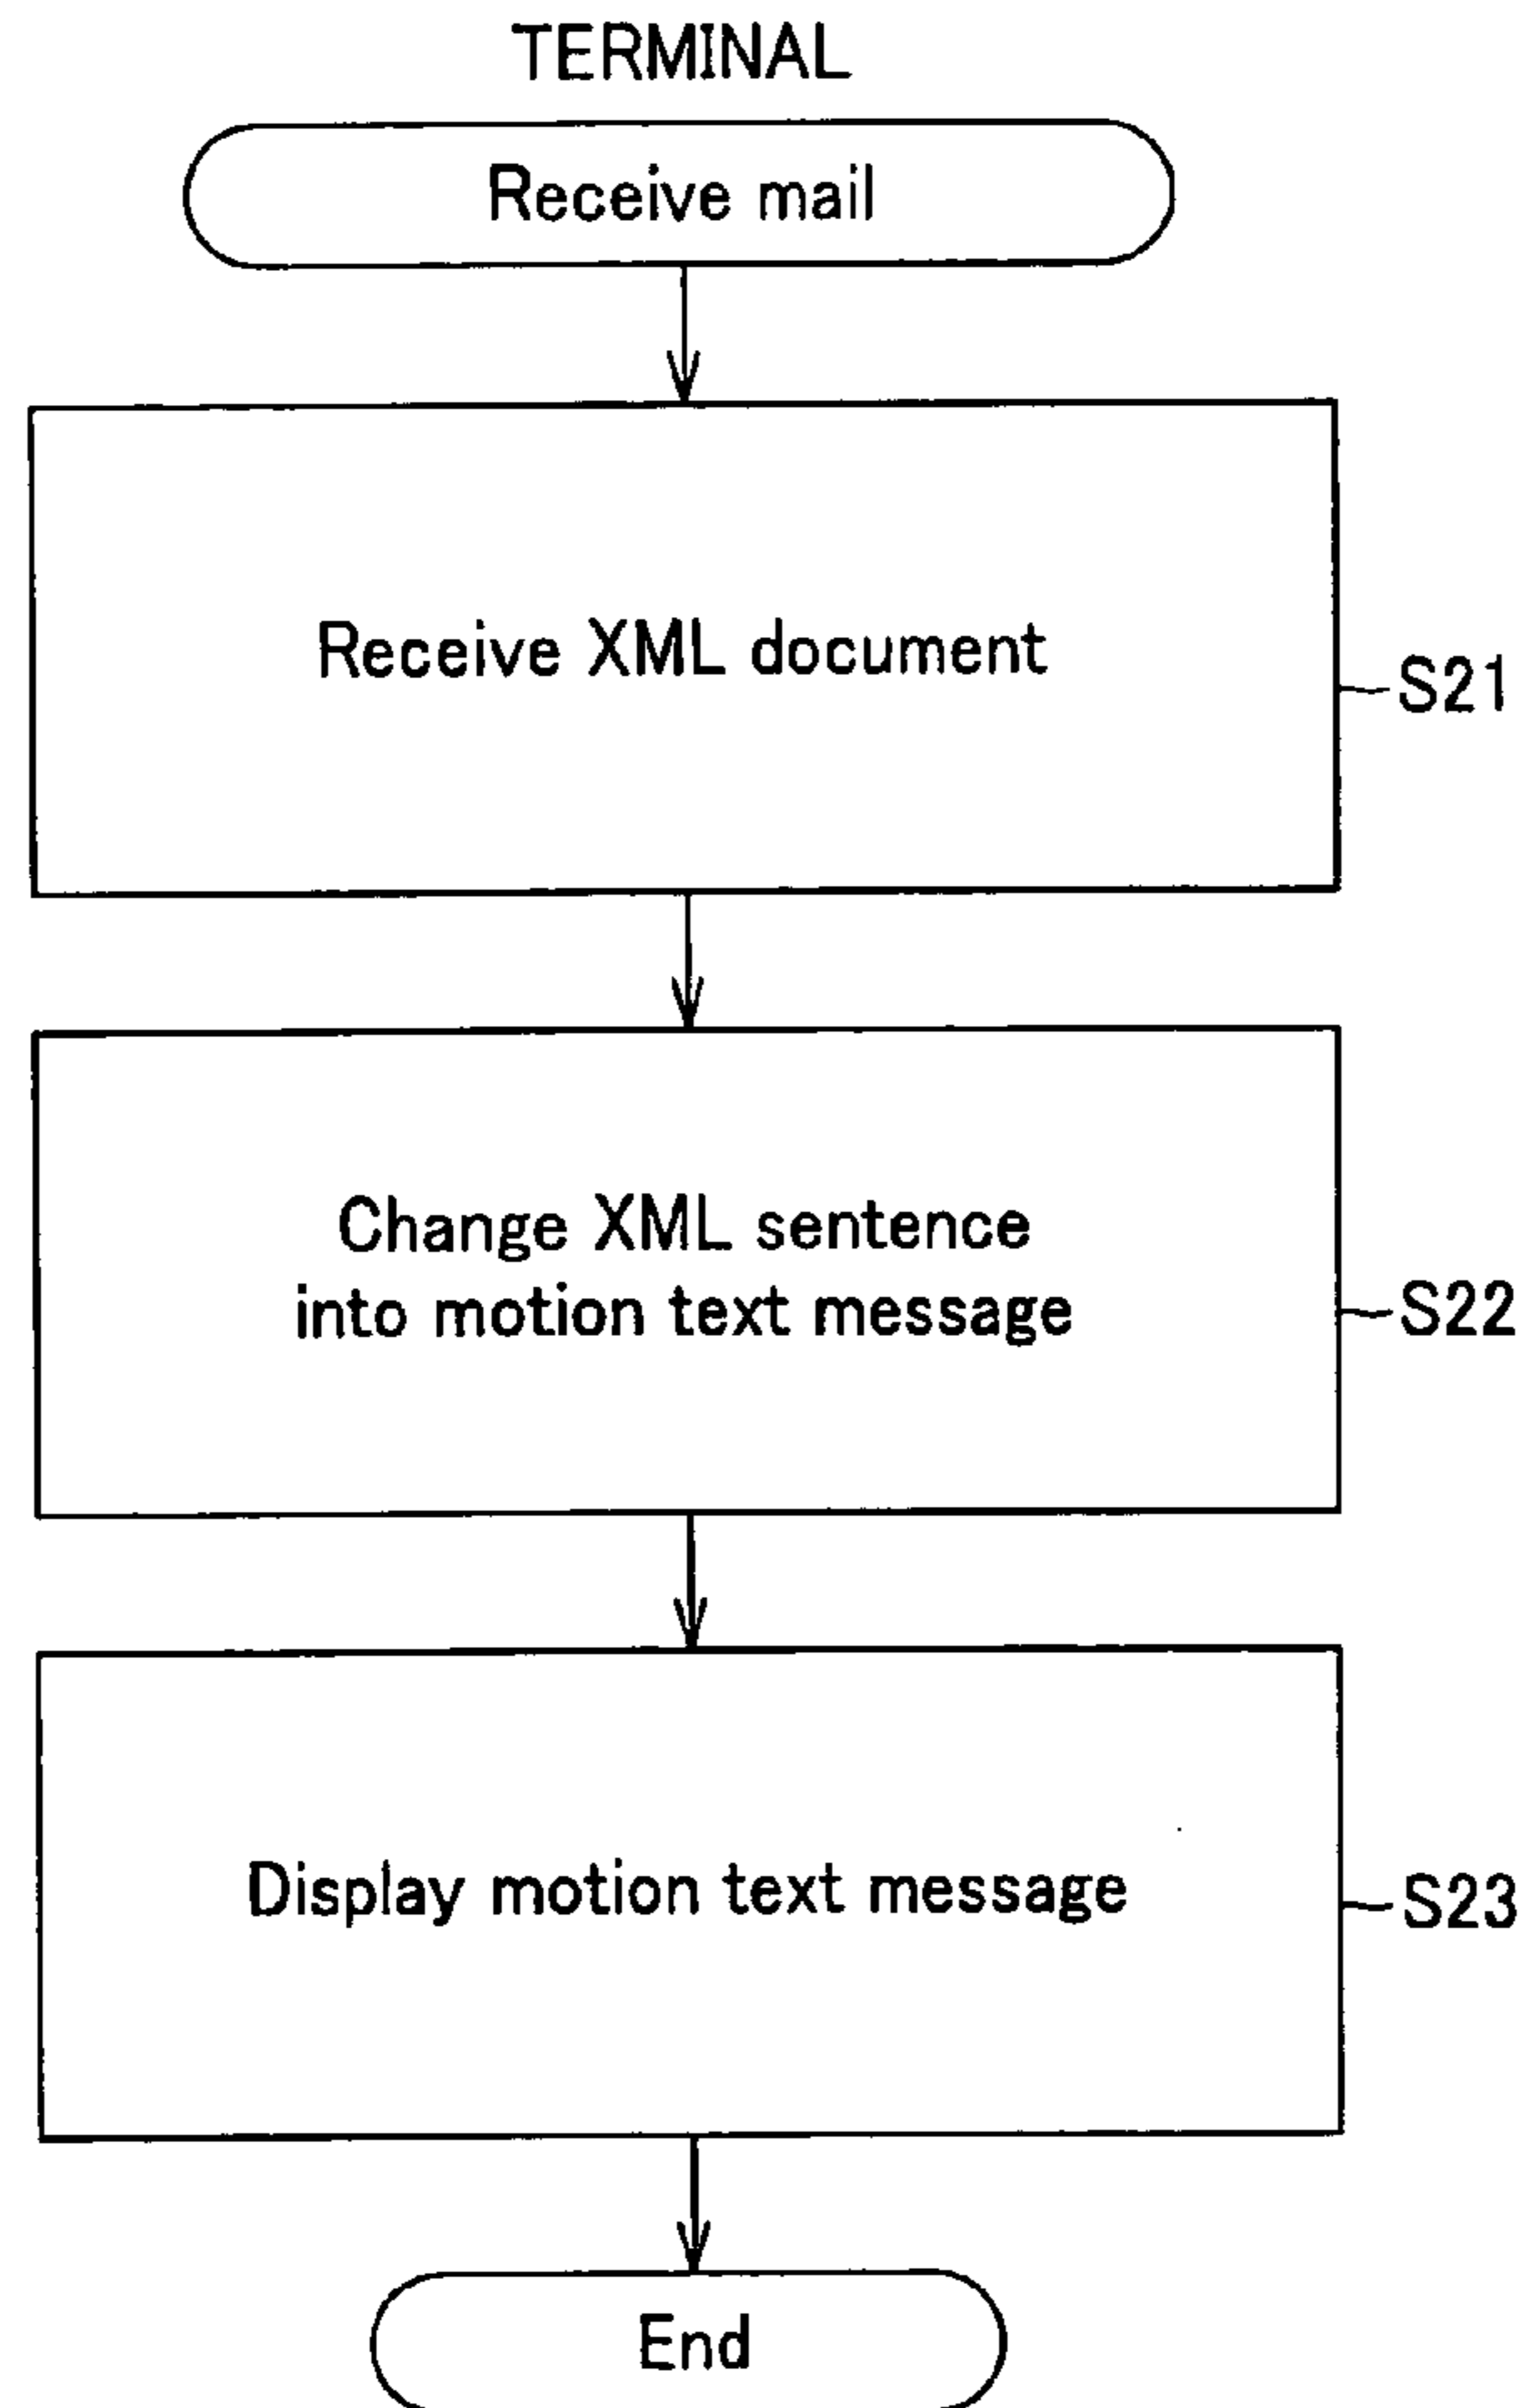 TERMINAL
Receive mail
Receive XML document
S21
Change XML sentence
into motion text message
S22
Display motion text message
S23
End